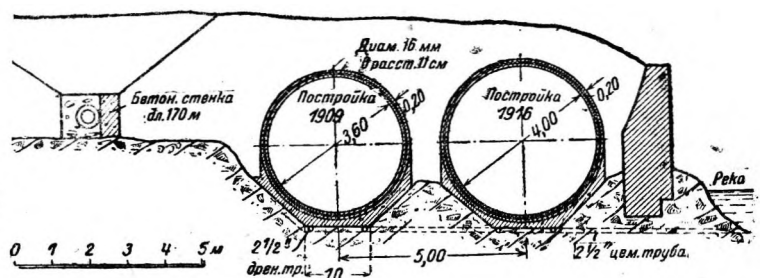 Диам. 16 мм
в расст. 11 см
Бетон. стенка
дл. 170 м
Постройка
1909
3,60
0,20
Постройка
1916
4,00
0,20
Река
0 1 2 3 4 5 м
2 1/2"
дрен. тр.
10
5,00
2 1/2" цем. труба